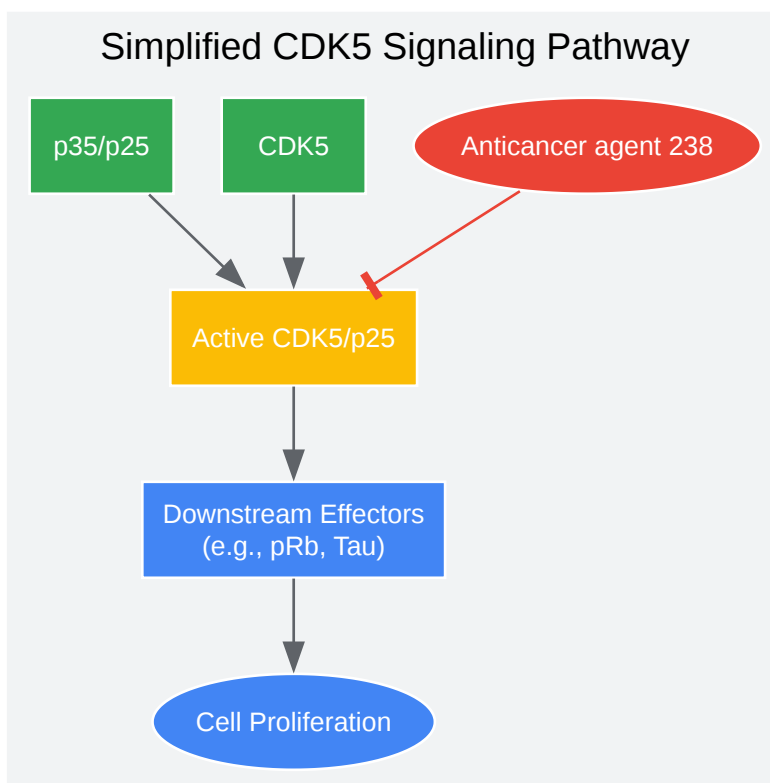 Simplified CDK5 Signaling Pathway
p35/p25
CDK5
Anticancer agent 238
Active CDK5/p25
Downstream Effectors
(e.g., pRb, Tau)
Cell Proliferation